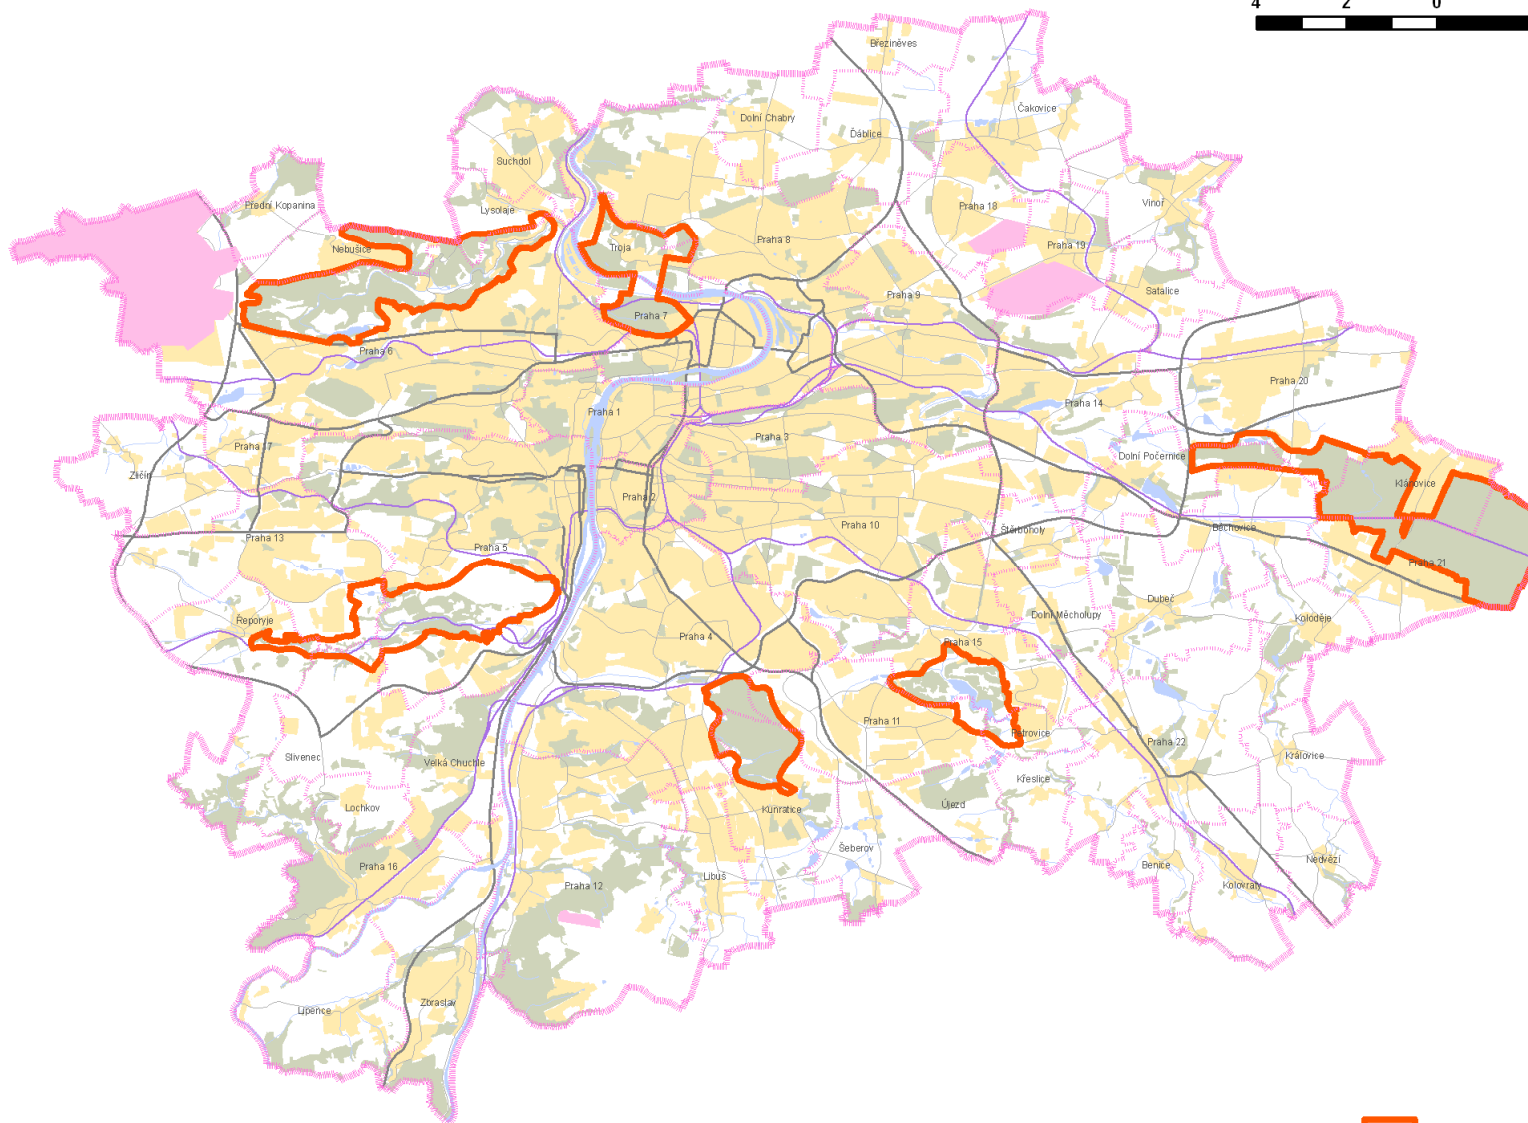 4 2 0
Březiněves
Čakovice
Dolní Chabry
Ďáblice
Suchdol
Přední Kopanina
Lysolaje
Praha 18
Vinoř
Nebušice
Troja
Praha 8
Praha 19
Satalice
Praha 9
Praha 7
Praha 6
Praha 20
Praha 14
Praha 1
Praha 3
Praha 17
Dolní Počernice
Zličín
Klánovice
Praha 2
Praha 10
Štěrboholy
Běchovice
Praha 13
Praha 5
Praha 21
Dubeč
Dolní Měcholupy
Koloděje
Řeporyje
Praha 4
Praha 15
Praha 11
Petrovice
Praha 22
Královice
Slivenec
Velká Chuchle
Křeslice
Lochkov
Kunratice
Újezd
Šeberov
Nedvězí
Praha 16
Benice
Libuš
Praha 12
Kolovraty
Zbraslav
Lipence